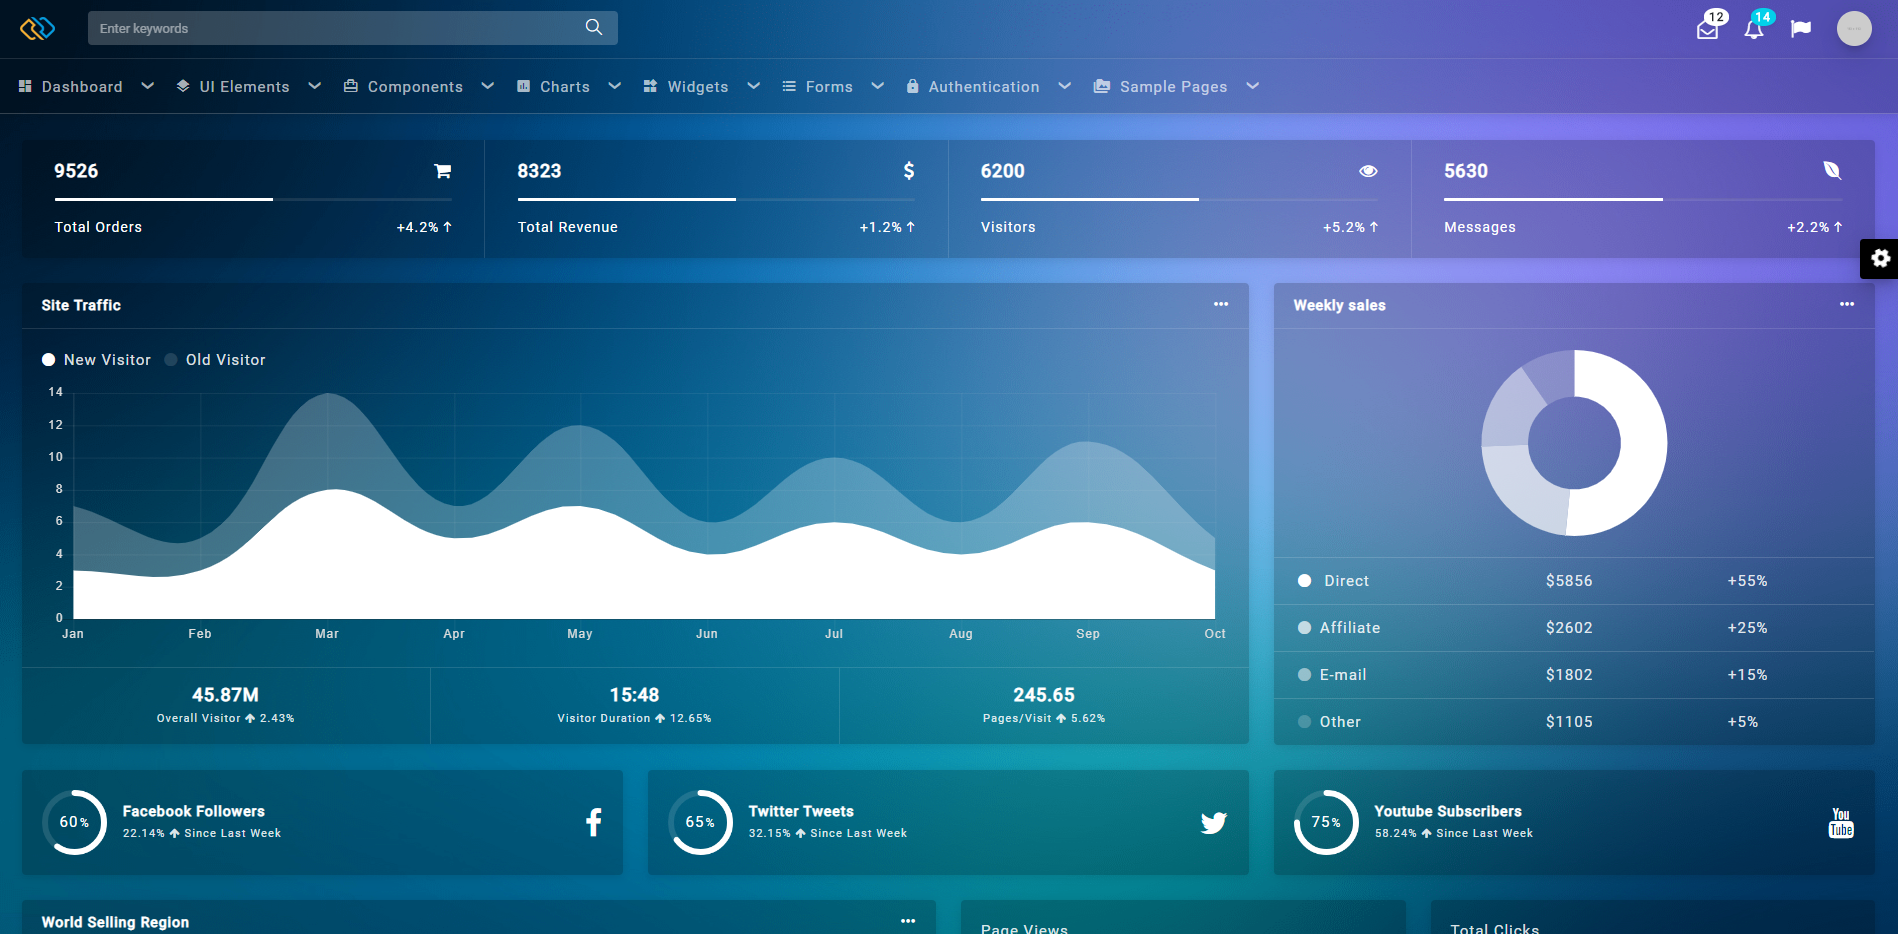 Enter keywords
12
14
Dashboard UI Elements Components Charts Widgets Forms Authentication Sample Pages
9526
Total Orders +4.2%
8323 $
Total Revenue +1.2%
6200
Visitors +5.2%
5630
Messages +2.2%
Site Traffic
New Visitor Old Visitor
14
12
10
8
6
4
2
0
Jan Feb Mar Apr May Jun Jul Aug Sep Oct
45.87M
Overall Visitor 2.43%
15:48
Visitor Duration 12.65%
245.65
Pages/Visit 5.62%
Weekly sales
Direct $5856 +55%
Affiliate $2602 +25%
E-mail $1802 +15%
Other $1105 +5%
60%
Facebook Followers
22.14% Since Last Week
65%
Twitter Tweets
32.15% Since Last Week
75%
Youtube Subscribers
58.24% Since Last Week
You
Tube
World Selling Region
Page Views
Total Clicks